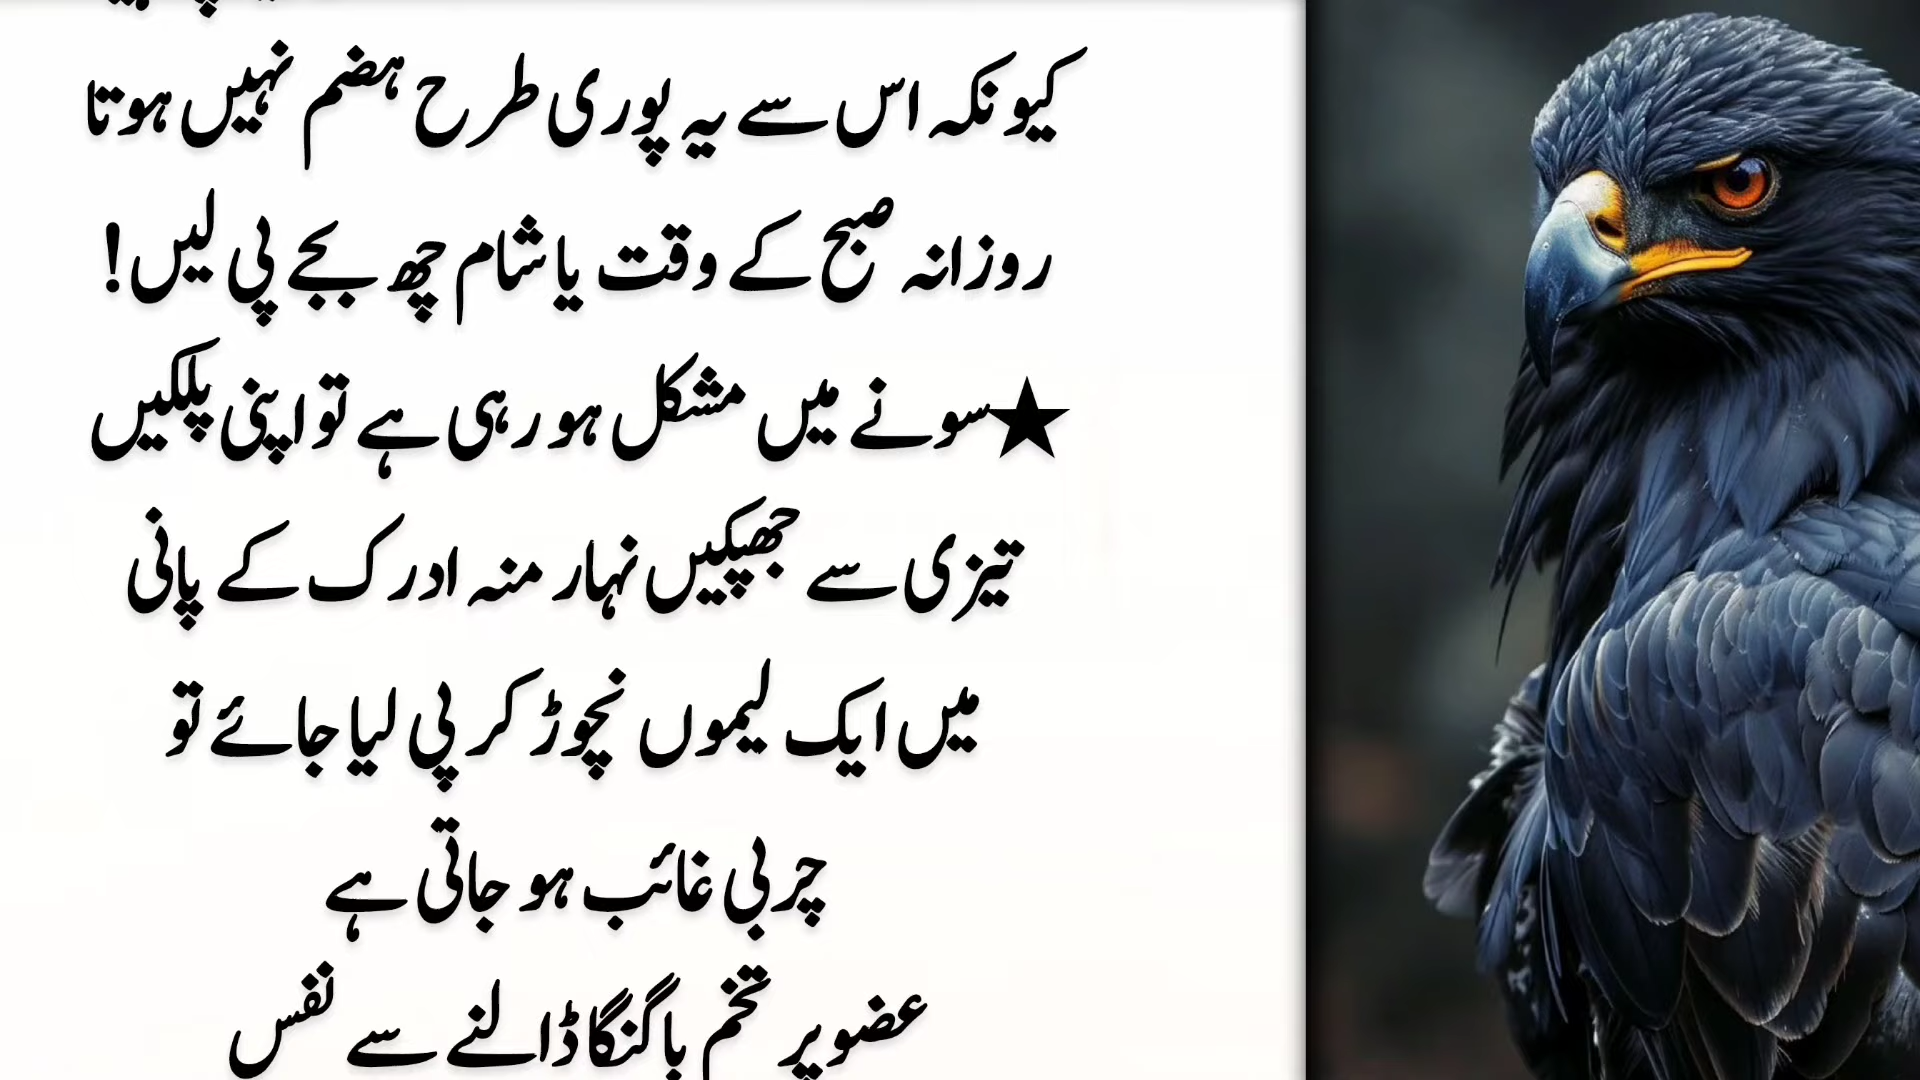 کیونکہ اس سے یہ پوری طرح ہضم نہیں ہوتا
روزانہ صبح کے وقت یا شام چھ بجے پی لیں!
★سونے میں مشکل ہو رہی ہے تو اپنی پلکیں
تیزی سے جھپکیں نہار منہ ادرک کے پانی
میں ایک لیموں نچوڑ کر پی لیا جائے تو
چربی غائب ہو جاتی ہے
عضو پر تخم باگنگا ڈالنے سے نفس